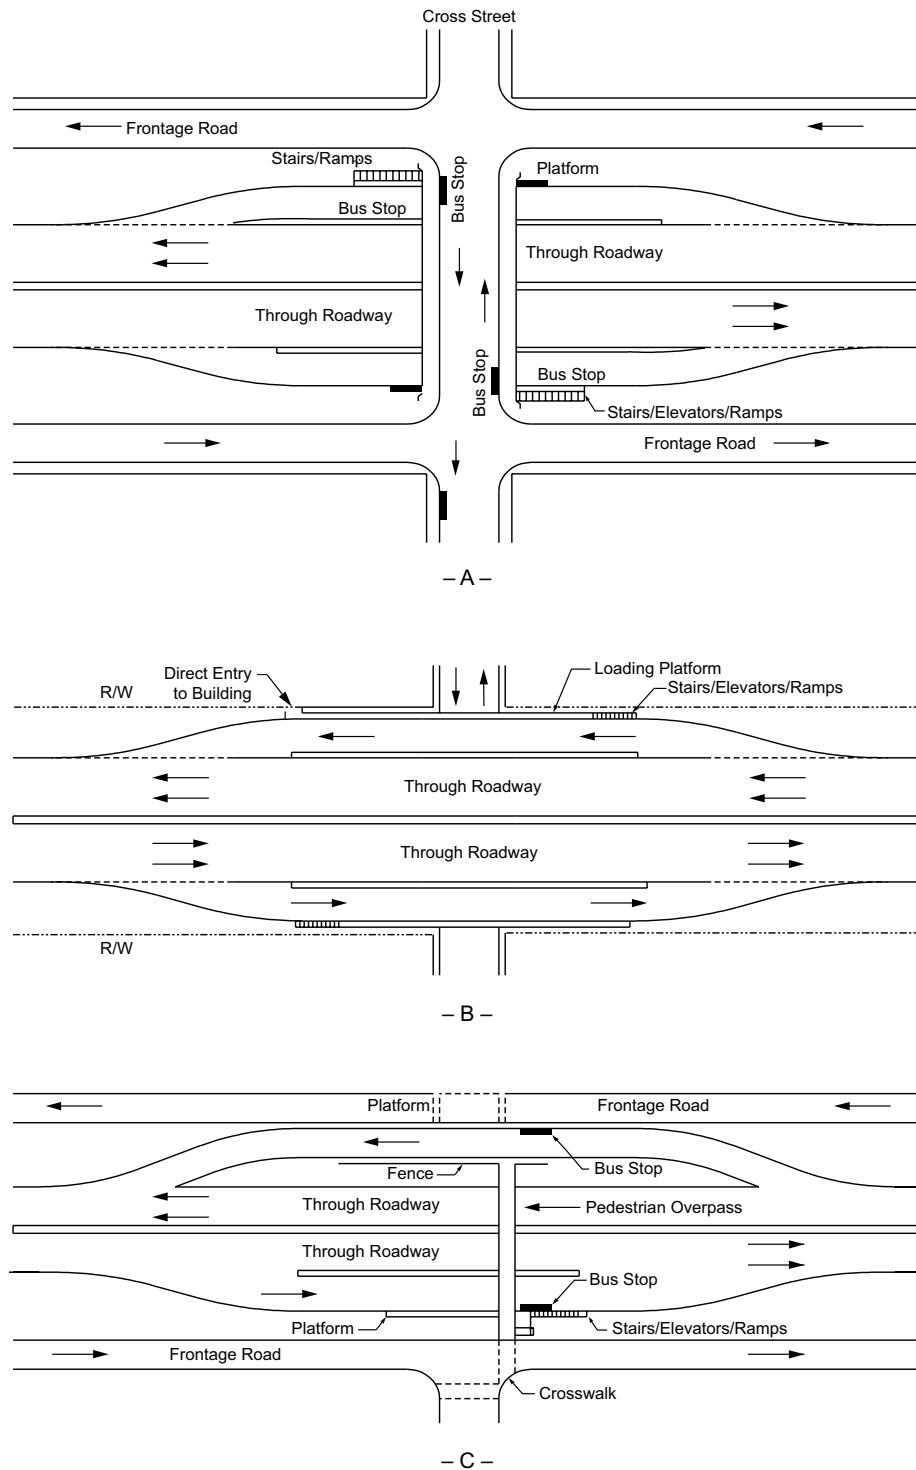 Cross Street
Frontage Road
Stairs/Ramps
Bus Stop
Platform
Bus Stop
Through Roadway
Through Roadway
Bus Stop
Bus Stop
Stairs/Elevators/Ramps
Frontage Road
– A –
Direct Entry
to Building
Loading Platform
Stairs/Elevators/Ramps
R/W
Through Roadway
Through Roadway
R/W
– B –
Platform
Frontage Road
Bus Stop
Fence
Through Roadway
Pedestrian Overpass
Through Roadway
Bus Stop
Platform
Stairs/Elevators/Ramps
Frontage Road
Crosswalk
– C –